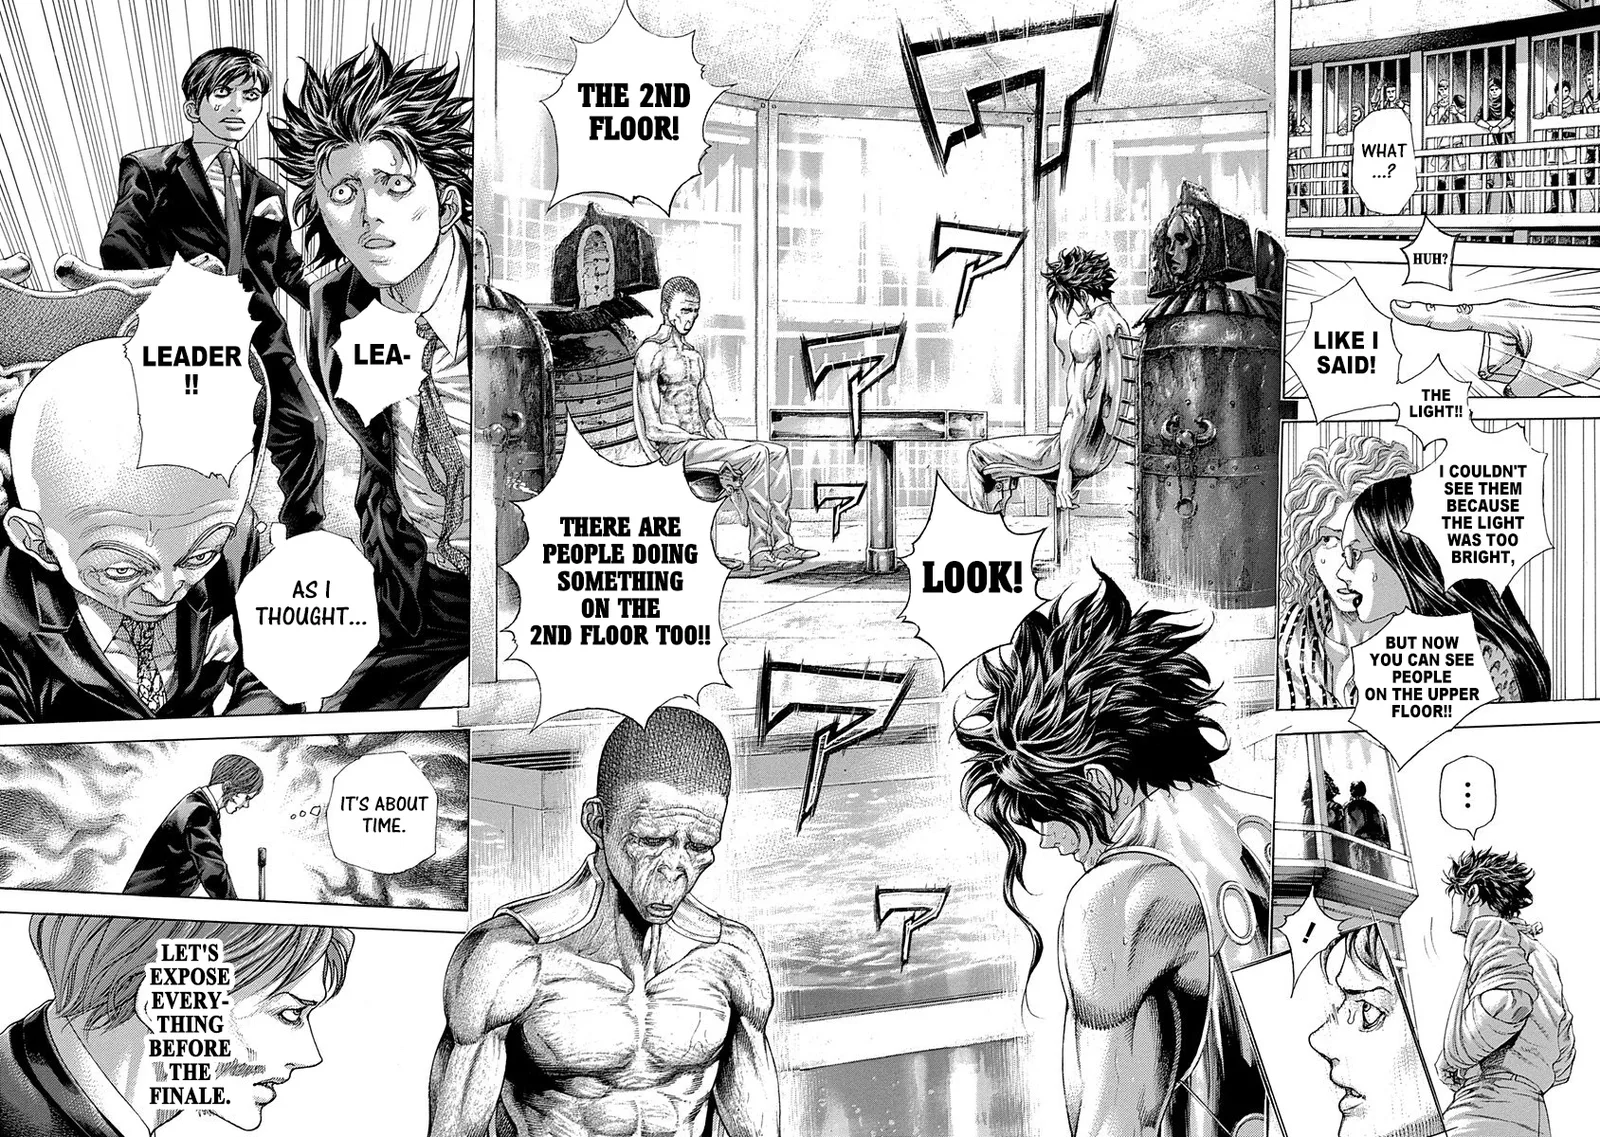 WHAT
...?
HUH?
LIKE I
SAID!
THE
LIGHT!!
I COULDN'T
SEE THEM
BECAUSE
THE LIGHT
WAS TOO
BRIGHT,
BUT NOW
YOU CAN SEE
PEOPLE
ON THE UPPER
FLOOR!!
...
!
THE 2ND
FLOOR!
LOOK!
THERE ARE
PEOPLE DOING
SOMETHING
ON THE
2ND FLOOR TOO!!
ア
ア
ア
ア
ア
ア
LEA-
LEADER
!!
AS I
THOUGHT...
IT'S ABOUT
TIME.
LET'S
EXPOSE
EVERY-
THING
BEFORE
THE
FINALE.